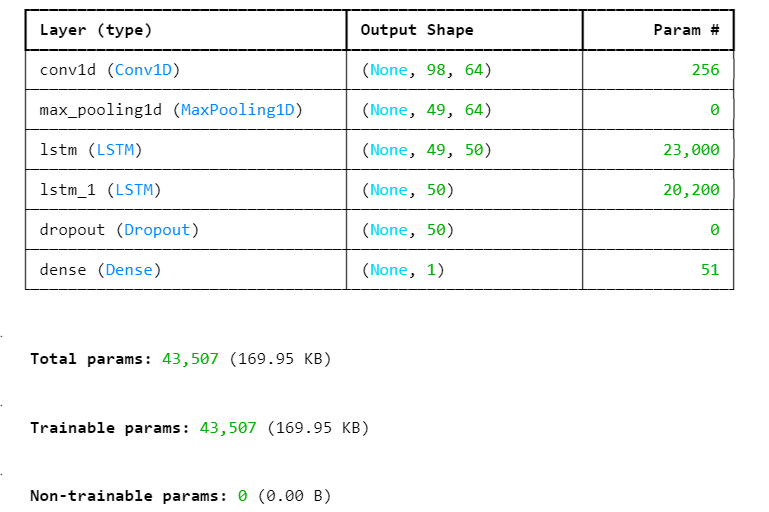 Layer (type) Output Shape Param #
conv1d (Conv1D) (None, 98, 64) 256
max_pooling1d (MaxPooling1D) (None, 49, 64) 0
lstm (LSTM) (None, 49, 50) 23,000
lstm_1 (LSTM) (None, 50) 20,200
dropout (Dropout) (None, 50) 0
dense (Dense) (None, 1) 51
Total params: 43,507 (169.95 KB)
Trainable params: 43,507 (169.95 KB)
Non-trainable params: 0 (0.00 B)